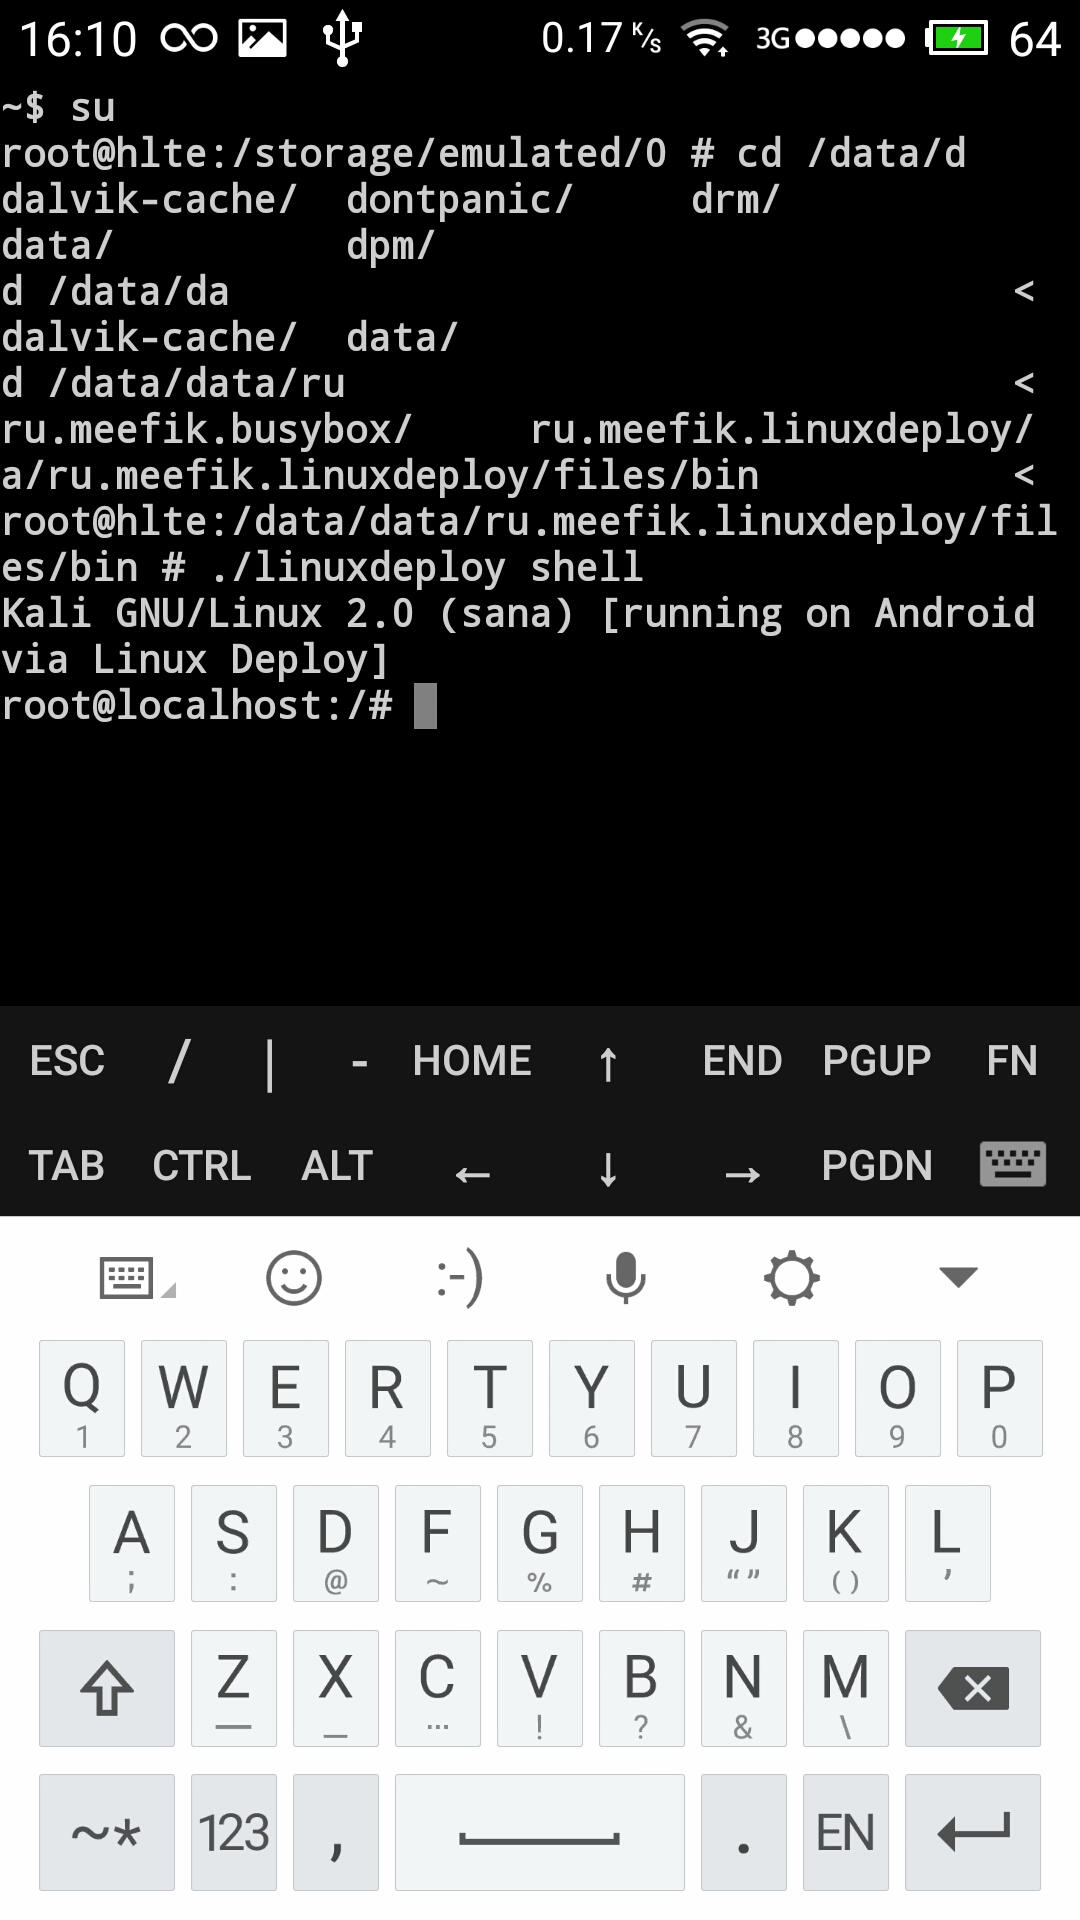 16:10 0.17 K/s 3G 64
~$ su
root@hlte:/storage/emulated/0 # cd /data/d
dalvik-cache/  dontpanic/     drm/
data/          dpm/
d /data/da                                  <
dalvik-cache/  data/
d /data/data/ru                             <
ru.meefik.busybox/     ru.meefik.linuxdeploy/
a/ru.meefik.linuxdeploy/files/bin           <
root@hlte:/data/data/ru.meefik.linuxdeploy/fil
es/bin # ./linuxdeploy shell
Kali GNU/Linux 2.0 (sana) [running on Android
via Linux Deploy]
root@localhost:/#
ESC / | - HOME ↑ END PGUP FN
TAB CTRL ALT ← ↓ → PGDN
:-)
Q W E R T Y U I O P
1 2 3 4 5 6 7 8 9 0
A S D F G H J K L
; : @ ~ % # “ ” ( ) ’
Z X C V B N M
— _ … ! ? & \
~* 123 , . EN